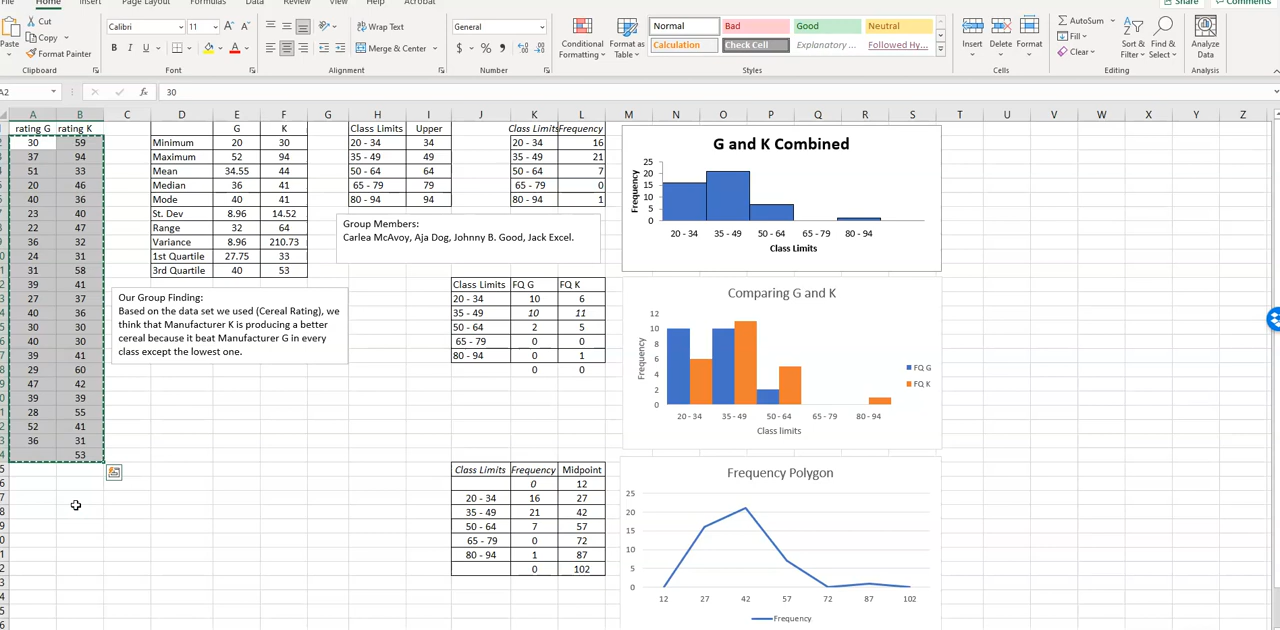 File Home Insert Page Layout Formulas Data Review View Help Acrobat Share Comments
Cut Calibri 11 Wrap Text General Normal Bad Good Neutral AutoSum
Copy Fill
Paste Format Painter Merge & Center Conditional Formatting Format as Table Calculation Check Cell Explanatory ... Followed Hy... Insert Delete Format Clear Sort & Filter Find & Select Analyze Data
Clipboard Font Alignment Number Styles Cells Editing Analysis
A2 fx 30
A B C D E F G H I J K L M N O P Q R S T U V W X Y Z
rating G rating K
30 59
37 94
51 33
20 46
40 36
23 40
22 47
36 32
24 31
31 58
39 41
27 37
40 36
30 30
40 30
39 41
29 60
47 42
39 39
28 55
52 41
36 31
53
G K
Minimum 20 30
Maximum 52 94
Mean 34.55 44
Median 36 41
Mode 40 41
St. Dev 8.96 14.52
Range 32 64
Variance 8.96 210.73
1st Quartile 27.75 33
3rd Quartile 40 53
Class Limits Upper
20 - 34 34
35 - 49 49
50 - 64 64
65 - 79 79
80 - 94 94
Class Limits Frequency
20 - 34 16
35 - 49 21
50 - 64 7
65 - 79 0
80 - 94 1
Group Members:
Carlea McAvoy, Aja Dog, Johnny B. Good, Jack Excel.
Our Group Finding:
Based on the data set we used (Cereal Rating), we
think that Manufacturer K is producing a better
cereal because it beat Manufacturer G in every
class except the lowest one.
Class Limits FQ G FQ K
20 - 34 10 6
35 - 49 10 11
50 - 64 2 5
65 - 79 0 0
80 - 94 0 1
0 0
Class Limits Frequency Midpoint
0 12
20 - 34 16 27
35 - 49 21 42
50 - 64 7 57
65 - 79 0 72
80 - 94 1 87
0 102
G and K Combined
Frequency
25
20
15
10
5
0
20 - 34 35 - 49 50 - 64 65 - 79 80 - 94
Class Limits
Comparing G and K
Frequency
12
10
8
6
4
2
0
20 - 34 35 - 49 50 - 64 65 - 79 80 - 94
Class limits
FQ G
FQ K
Frequency Polygon
25
20
15
10
5
0
12 27 42 57 72 87 102
Frequency